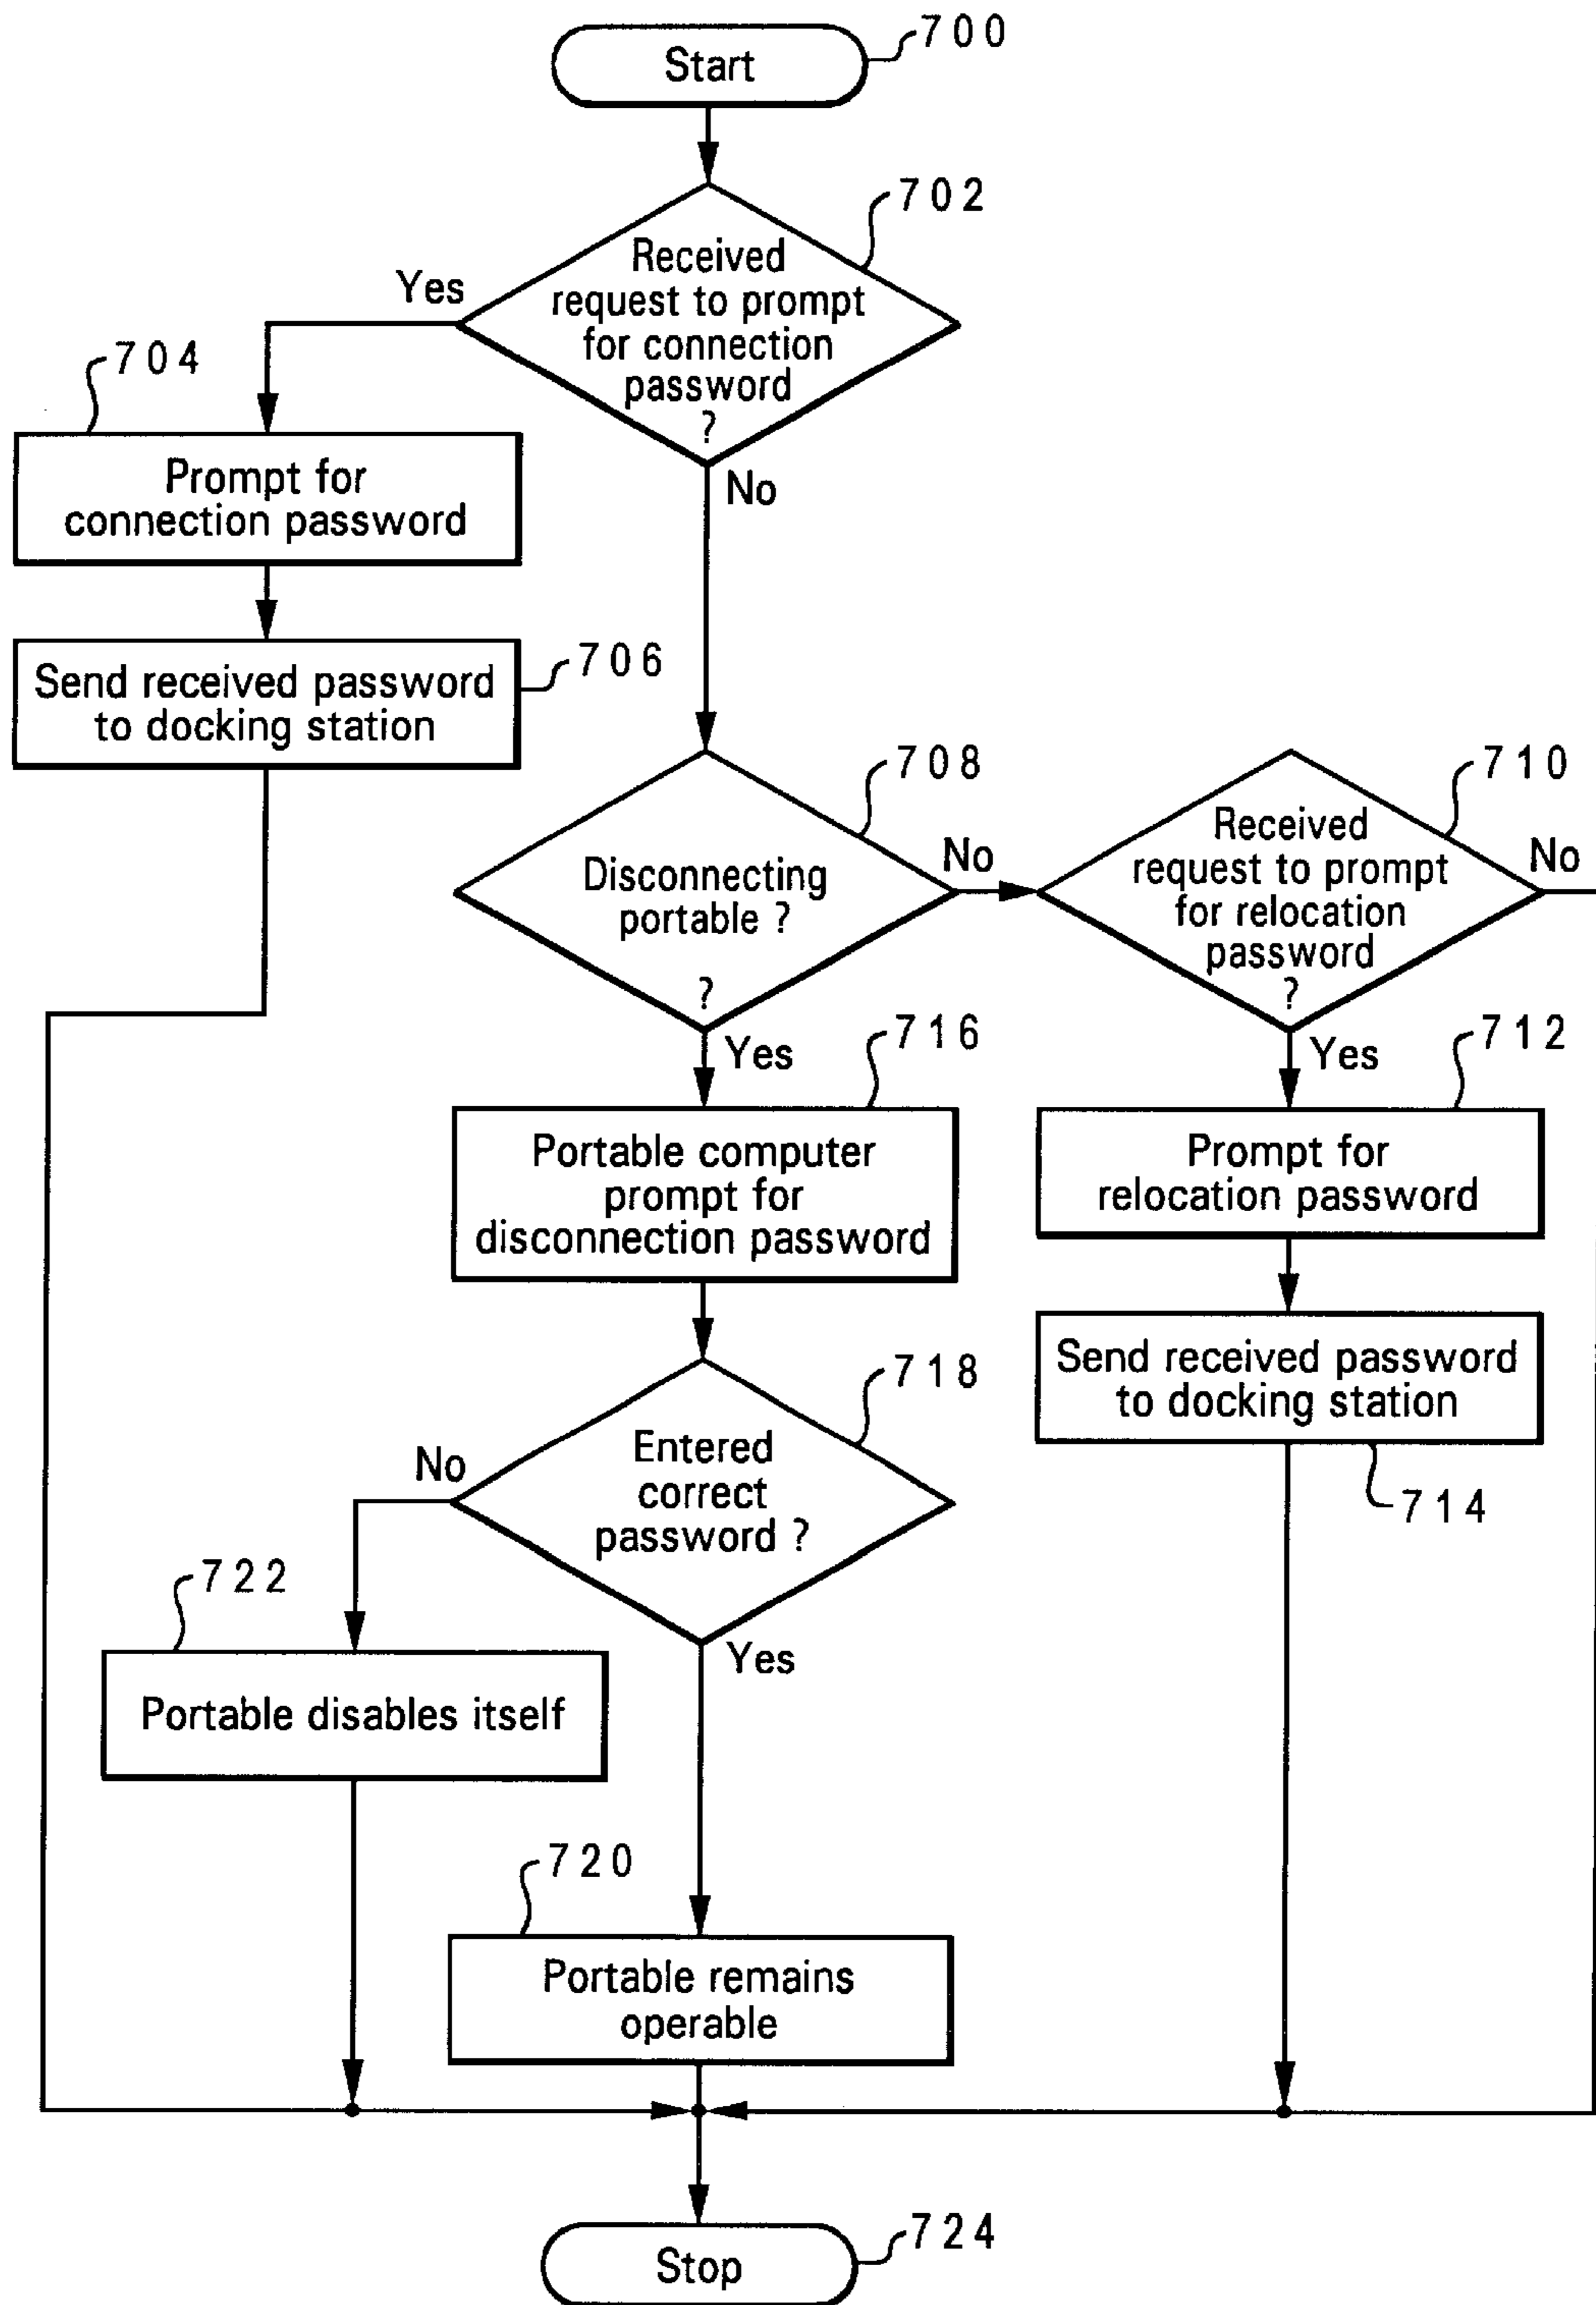 Start
700
702
Received
request to prompt
for connection
password
?
Yes
No
704
Prompt for
connection password
706
Send received password
to docking station
708
Disconnecting
portable ?
?
No
Yes
710
Received
request to prompt
for relocation
password
?
No
Yes
716
Portable computer
prompt for
disconnection password
712
Prompt for
relocation password
Send received password
to docking station
714
718
Entered
correct
password ?
No
Yes
722
Portable disables itself
720
Portable remains
operable
Stop
724